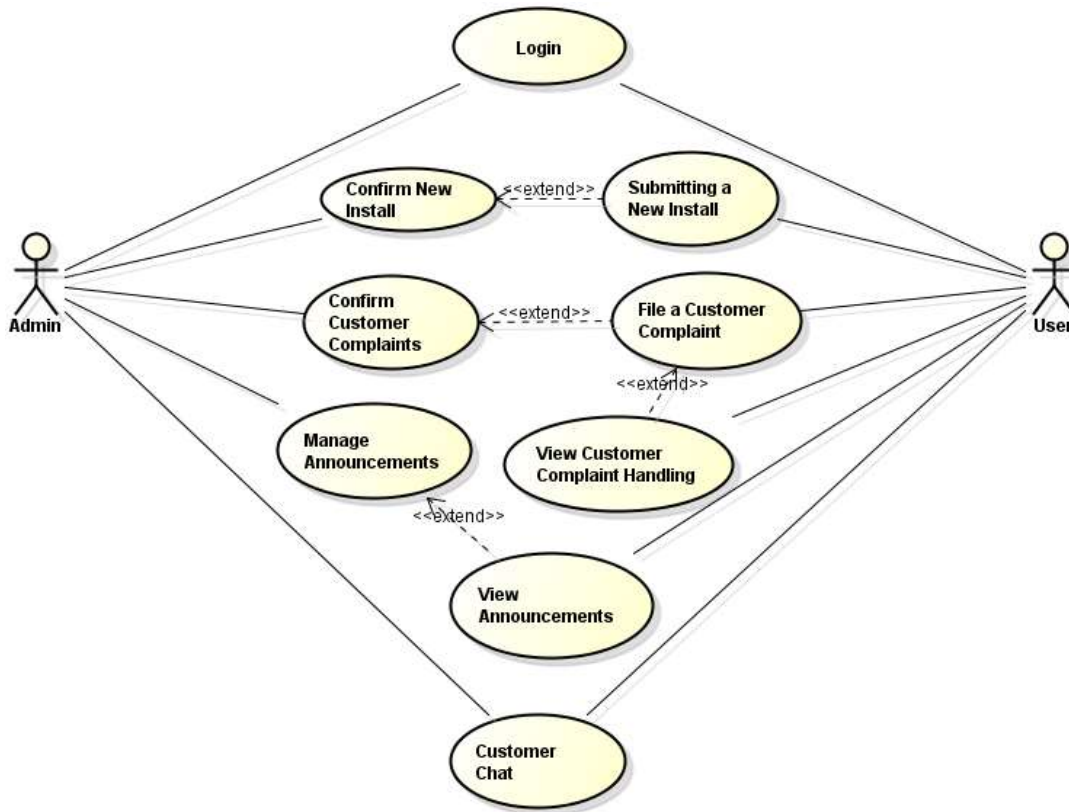 Login
Confirm New
Install
<<extend>>
Submitting a
New Install
Admin
Confirm
Customer
Complaints
<<extend>>
File a Customer
Complaint
User
<<extend>>
Manage
Announcements
View Customer
Complaint Handling
<<extend>>
View
Announcements
Customer
Chat